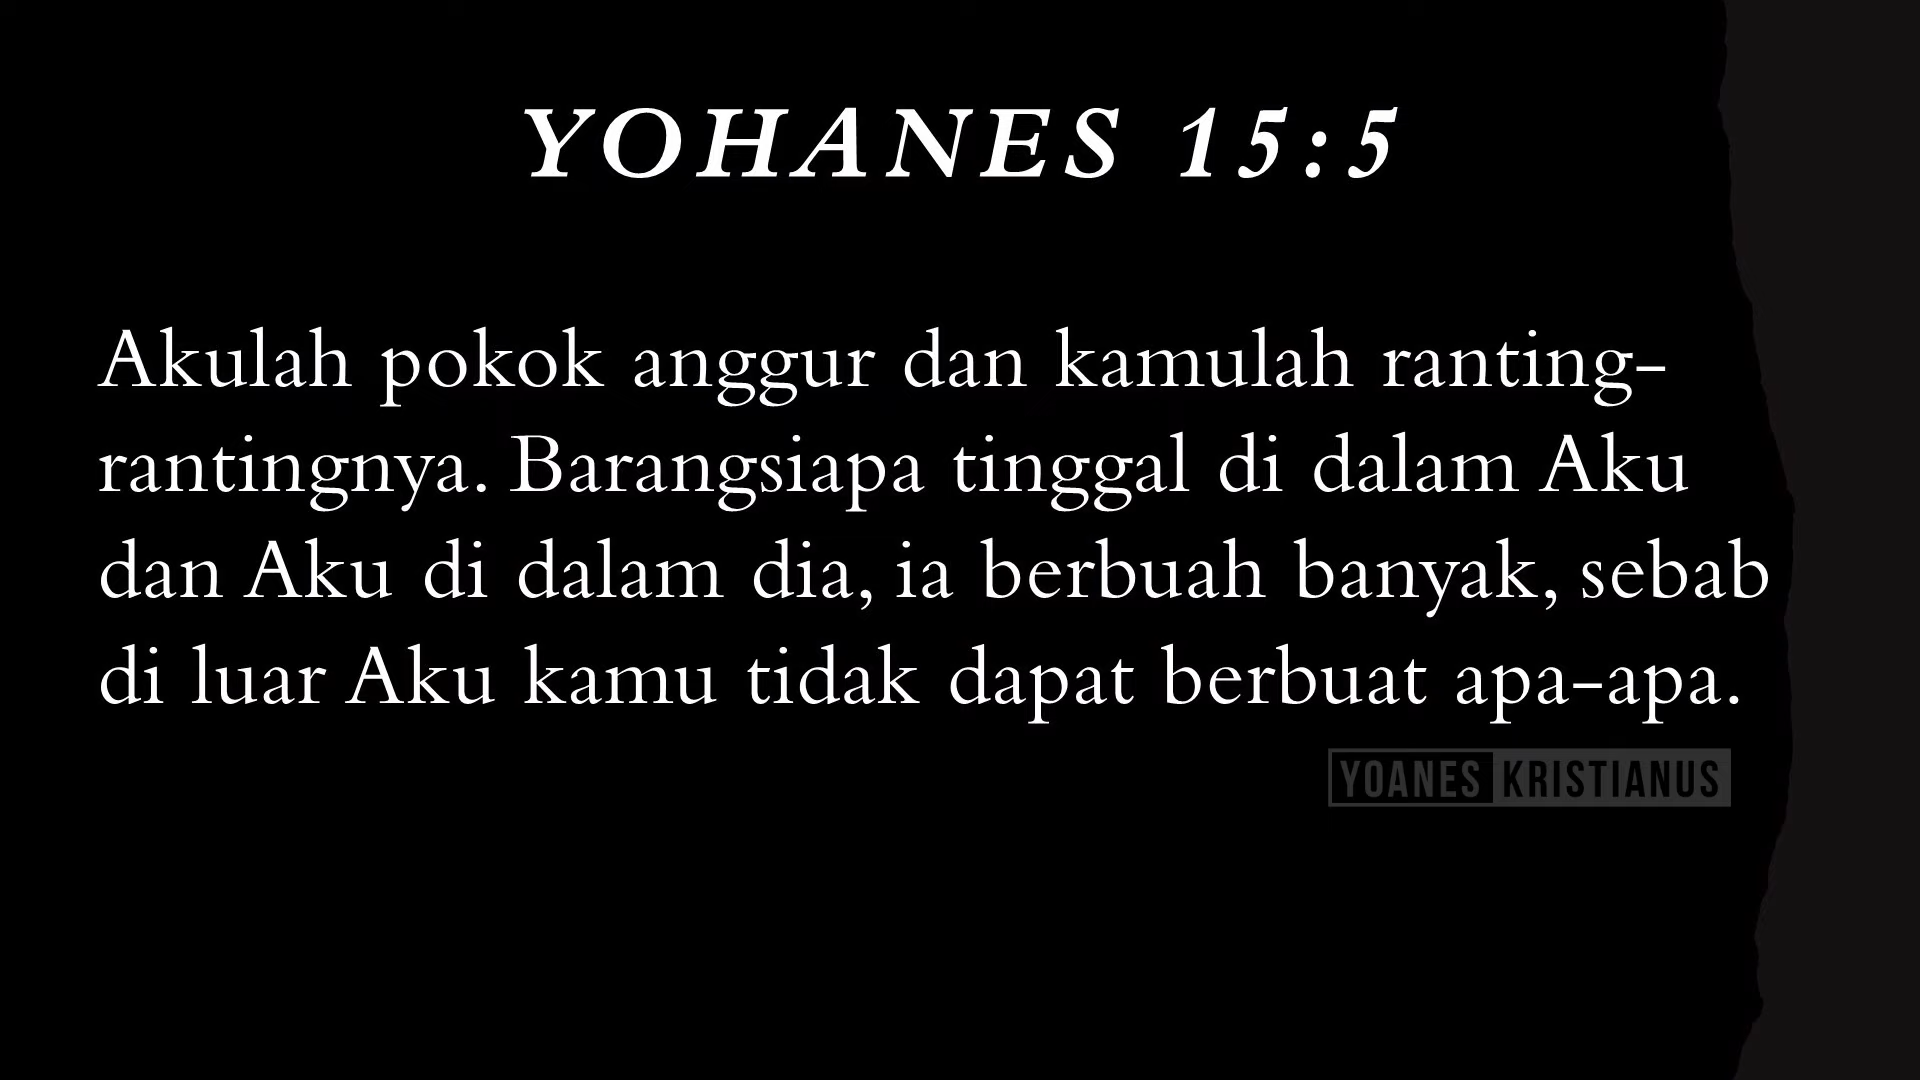 YOHANES 15:5
Akulah pokok anggur dan kamulah ranting-
rantingnya. Barangsiapa tinggal di dalam Aku
dan Aku di dalam dia, ia berbuah banyak, sebab
di luar Aku kamu tidak dapat berbuat apa-apa.
YOANES KRISTIANUS